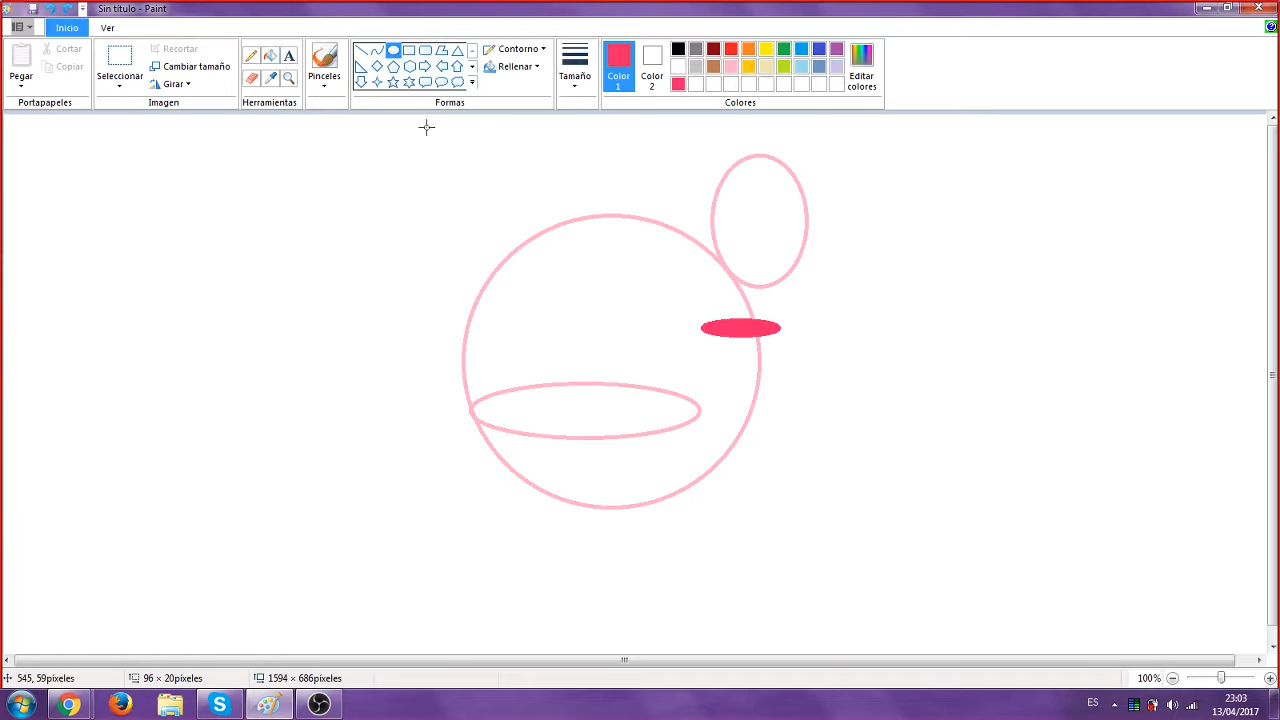 Sin título - Paint
Inicio Ver
Pegar
Cortar
Copiar
Portapapeles
Seleccionar
Recortar
Cambiar tamaño
Girar
Imagen
A
Herramientas
Pinceles
Contorno
Rellenar
Formas
Tamaño
Color 1
Color 2
Editar colores
Colores
545, 59píxeles 96 × 20píxeles 1594 × 686píxeles 100%
ES 23:03
13/04/2017